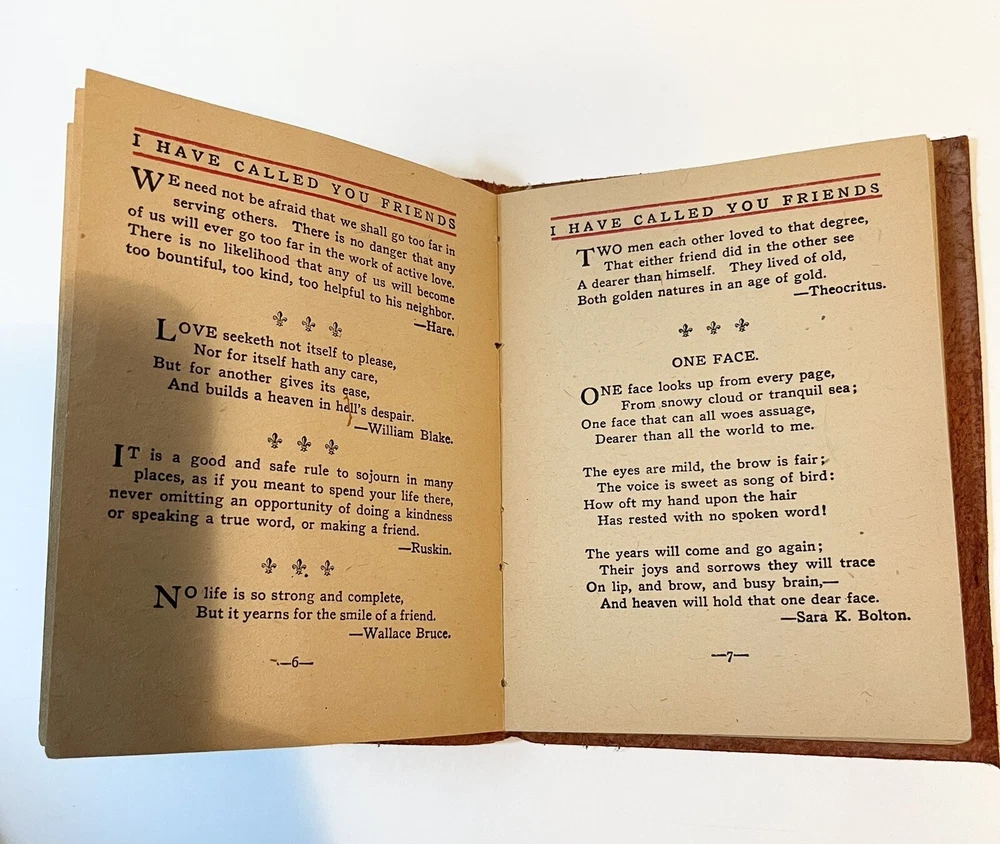 I HAVE CALLED YOU FRIENDS
WE need not be afraid that we shall go too far in
serving others. There is no danger that any
of us will ever go too far in the work of active love.
There is no likelihood that any of us will become
too bountiful, too kind, too helpful to his neighbor.
—Hare.
LOVE seeketh not itself to please,
Nor for itself hath any care,
But for another gives its ease,
And builds a heaven in hell's despair.
—William Blake.
IT is a good and safe rule to sojourn in many
places, as if you meant to spend your life there,
never omitting an opportunity of doing a kindness
or speaking a true word, or making a friend.
—Ruskin.
NO life is so strong and complete,
But it yearns for the smile of a friend.
—Wallace Bruce.
—6—
I HAVE CALLED YOU FRIENDS
TWO men each other loved to that degree,
That either friend did in the other see
A dearer than himself. They lived of old,
Both golden natures in an age of gold.
—Theocritus.
ONE FACE.
ONE face looks up from every page,
From snowy cloud or tranquil sea;
One face that can all woes assuage,
Dearer than all the world to me.
The eyes are mild, the brow is fair;
The voice is sweet as song of bird:
How oft my hand upon the hair
Has rested with no spoken word!
The years will come and go again;
Their joys and sorrows they will trace
On lip, and brow, and busy brain,—
And heaven will hold that one dear face.
—Sara K. Bolton.
—7—